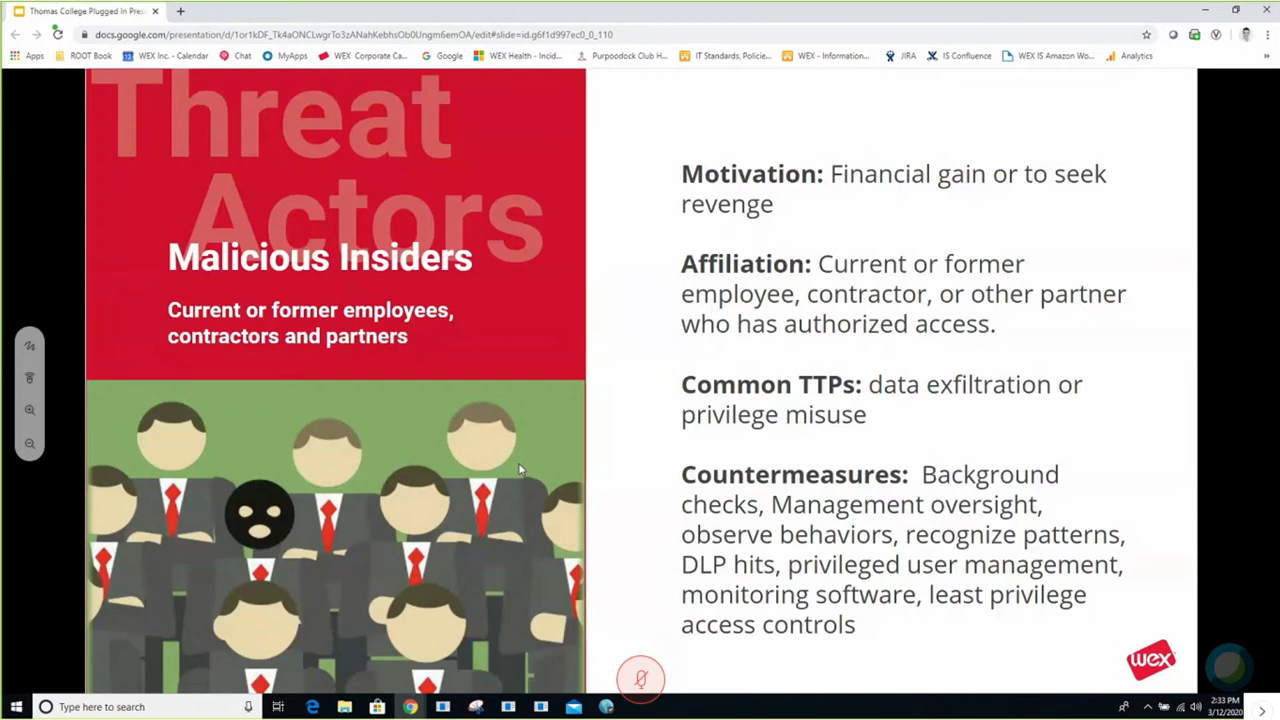 Thomas College Plugged In Pres
docs.google.com/presentation/d/1or1kDF_Tk4aONCLwgrTo3zANahKebhsOb0Ungm6emOA/edit#slide=id.g6f1d997ec0_0_110
Apps ROOT Book WEX Inc. - Calendar Chat MyApps WEX Corporate Ca... Google WEX Health - Incid... Purpoodock Club H... IT Standards, Policie... WEX - Information... JIRA IS Confluence WEX IS Amazon Wo... Analytics
Threat
Actors
Malicious Insiders
Current or former employees,
contractors and partners
Motivation: Financial gain or to seek
revenge
Affiliation: Current or former
employee, contractor, or other partner
who has authorized access.
Common TTPs: data exfiltration or
privilege misuse
Countermeasures: Background
checks, Management oversight,
observe behaviors, recognize patterns,
DLP hits, privileged user management,
monitoring software, least privilege
access controls
wex
Type here to search
2:33 PM
3/12/2020